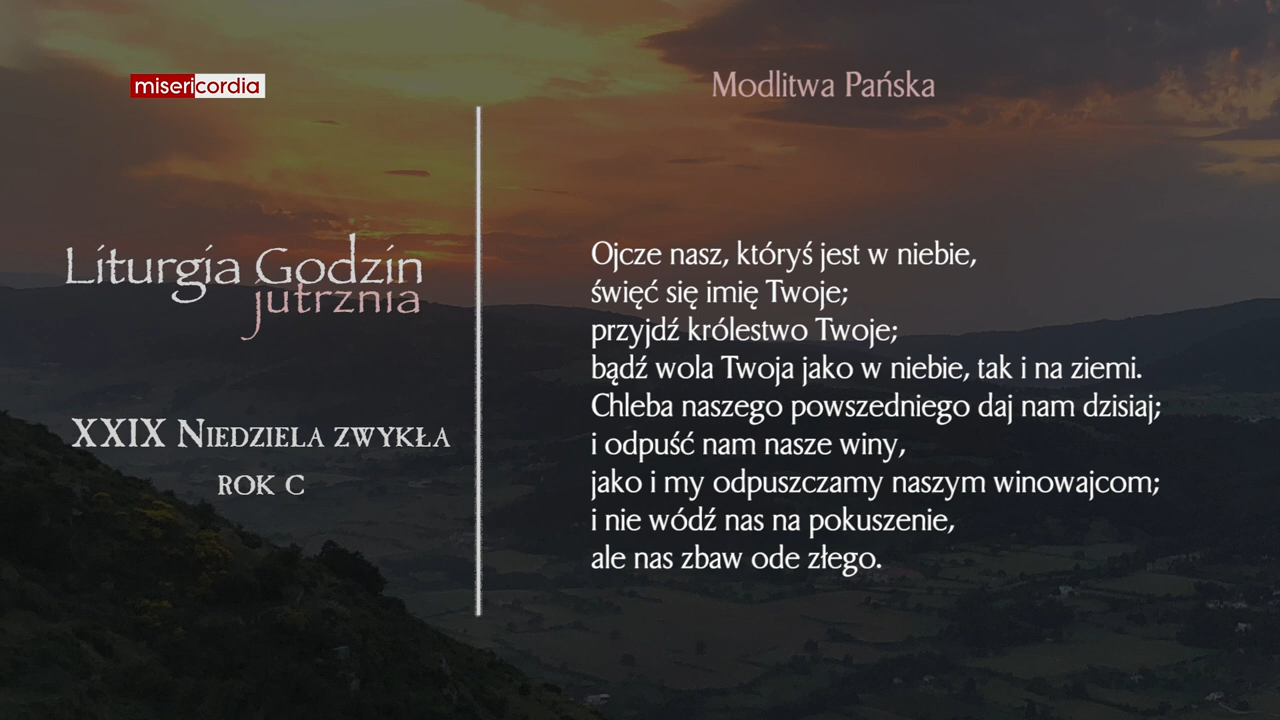 misericordia
Liturgia Godzin
jutrznia
XXIX Niedziela zwykła
rok C
Modlitwa Pańska
Ojcze nasz, któryś jest w niebie,
święć się imię Twoje;
przyjdź królestwo Twoje;
bądź wola Twoja jako w niebie, tak i na ziemi.
Chleba naszego powszedniego daj nam dzisiaj;
i odpuść nam nasze winy,
jako i my odpuszczamy naszym winowajcom;
i nie wódź nas na pokuszenie,
ale nas zbaw ode złego.